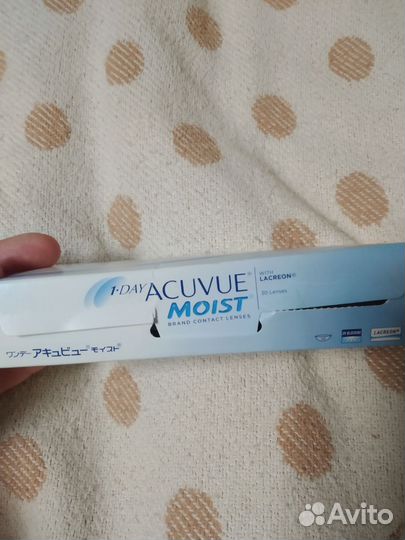 1·DAY ACUVUE® WITH LACREON®
MOIST® 30 Lenses
BRAND CONTACT LENSES
ワンデー アキュビュー® モイスト®
LACREON®
Avito